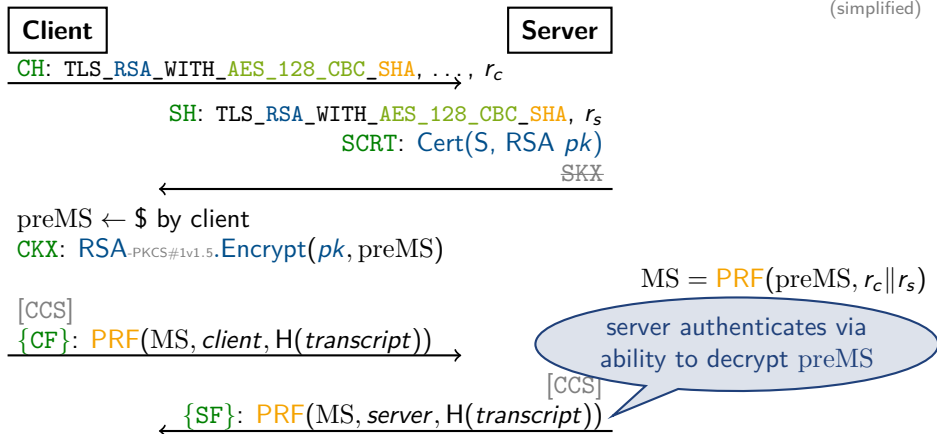 (simplified)
Client Server
CH: TLS_RSA_WITH_AES_128_CBC_SHA, ..., r_c
SH: TLS_RSA_WITH_AES_128_CBC_SHA, r_s
SCRT: Cert(S, RSA pk)
SKX
preMS ← $ by client
CKX: RSA-PKCS#1v1.5.Encrypt(pk, preMS)
MS = PRF(preMS, r_c‖r_s)
[CCS]
{CF}: PRF(MS, client, H(transcript))
server authenticates via
ability to decrypt preMS
[CCS]
{SF}: PRF(MS, server, H(transcript))